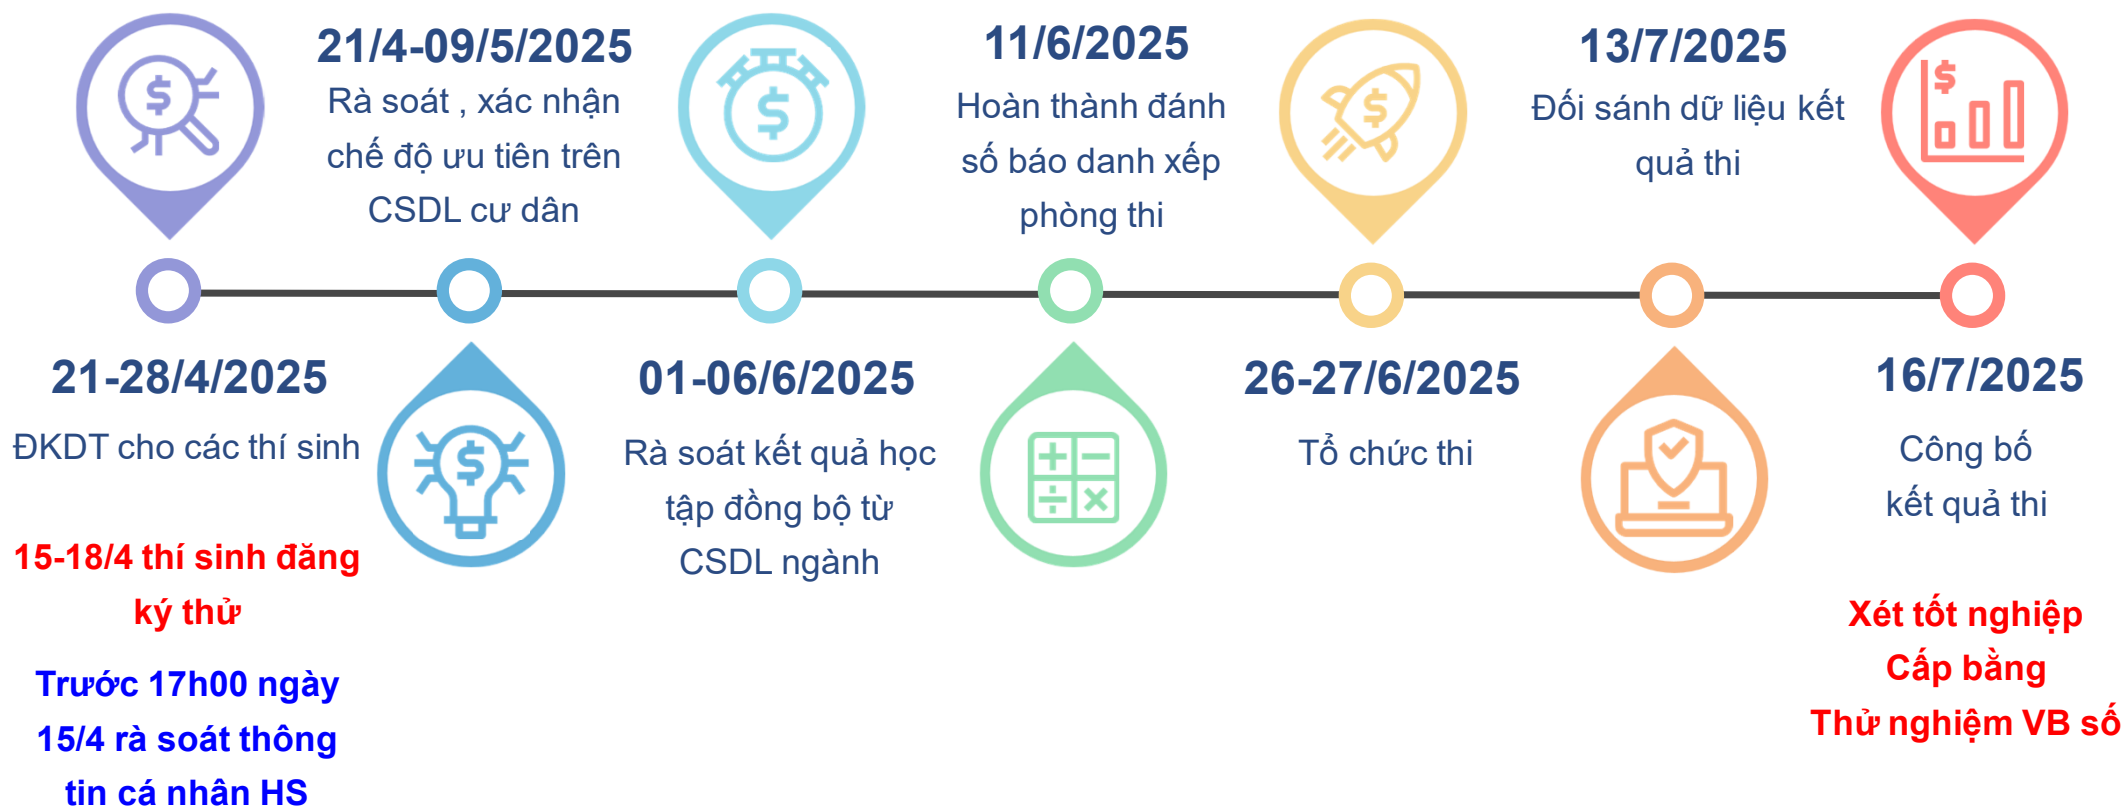 21-28/4/2025
ĐKDT cho các thí sinh
15-18/4 thí sinh đăng
ký thử
Trước 17h00 ngày
15/4 rà soát thông
tin cá nhân HS
21/4-09/5/2025
Rà soát , xác nhận
chế độ ưu tiên trên
CSDL cư dân
01-06/6/2025
Rà soát kết quả học
tập đồng bộ từ
CSDL ngành
11/6/2025
Hoàn thành đánh
số báo danh xếp
phòng thi
26-27/6/2025
Tổ chức thi
13/7/2025
Đối sánh dữ liệu kết
quả thi
16/7/2025
Công bố
kết quả thi
Xét tốt nghiệp
Cấp bằng
Thử nghiệm VB số